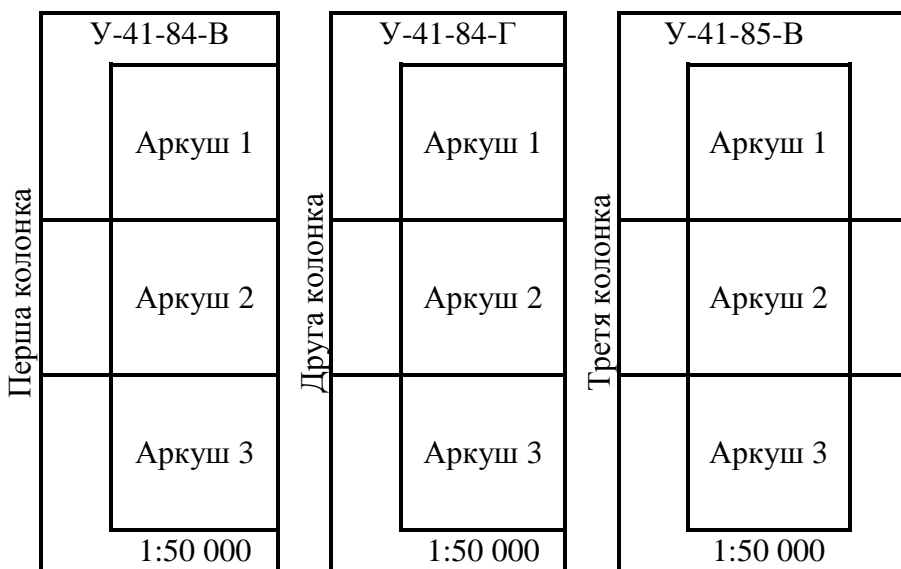 У-41-84-В
Перша колонка
Аркуш 1
Аркуш 2
Аркуш 3
1:50 000
У-41-84-Г
Друга колонка
Аркуш 1
Аркуш 2
Аркуш 3
1:50 000
У-41-85-В
Третя колонка
Аркуш 1
Аркуш 2
Аркуш 3
1:50 000